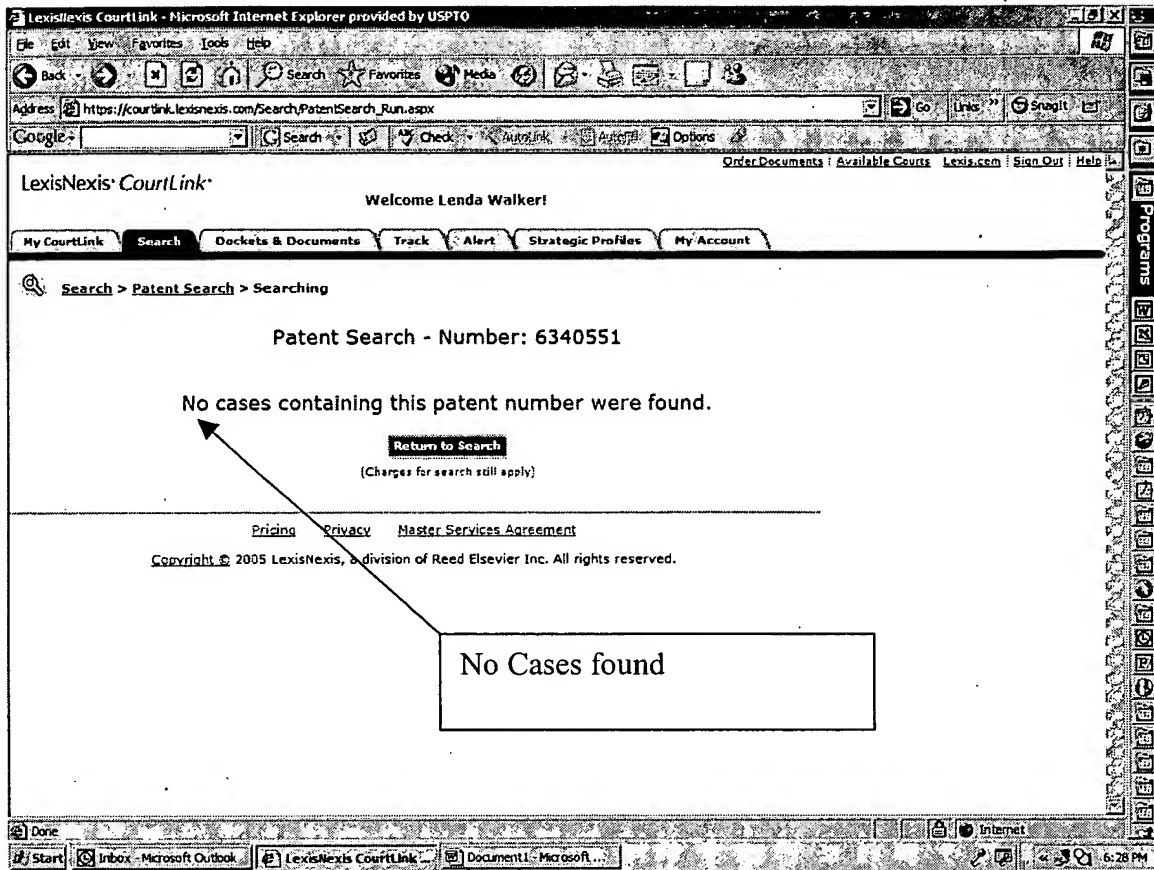 LexisNexis CourtLink - Microsoft Internet Explorer provided by USPTO
File Edit View Favorites Tools Help
Back Search Favorites Media
Address https://courtlink.lexisnexis.com/Search/PatentSearch_Run.aspx Go Links » SnagIt
Google Search Check AutoLink AutoFill Options
Order Documents | Available Courts Lexis.com | Sign Out | Help
LexisNexis CourtLink
Welcome Lenda Walker!
My CourtLink Search Dockets & Documents Track Alert Strategic Profiles My Account
Search > Patent Search > Searching
Patent Search - Number: 6340551
No cases containing this patent number were found.
Return to Search
(Charges for search still apply)
Pricing Privacy Master Services Agreement
Copyright © 2005 LexisNexis, a division of Reed Elsevier Inc. All rights reserved.
No Cases found
Programs
Done Internet
Start Inbox - Microsoft Outlook LexisNexis CourtLink ... Document1 - Microsoft ... « 6:28 PM